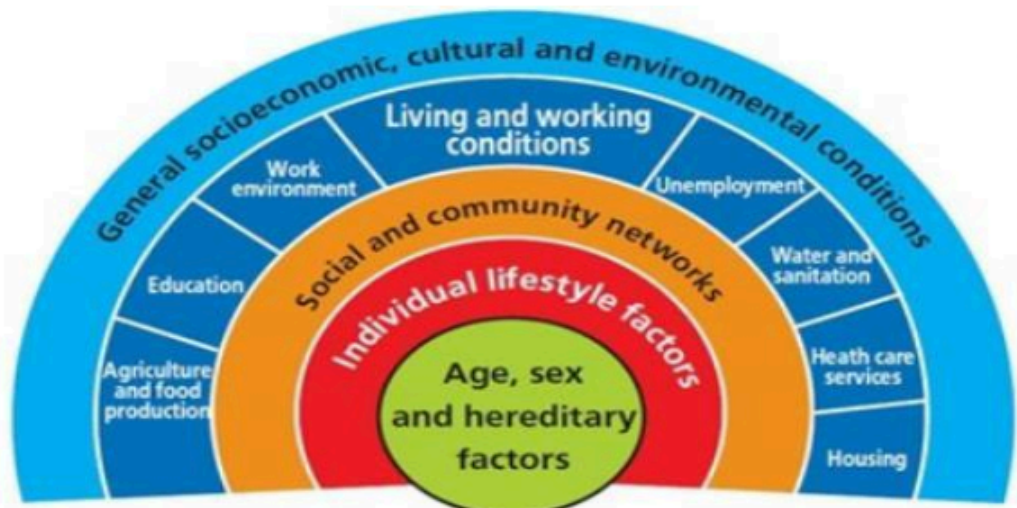 General socioeconomic, cultural and environmental conditions
Living and working
conditions
Work
environment
Unemployment
Education
Water and
sanitation
Agriculture
and food
production
Heath care
services
Housing
Social and community networks
Individual lifestyle factors
Age, sex
and hereditary
factors